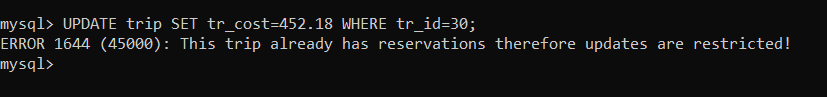 mysql> UPDATE trip SET tr_cost=452.18 WHERE tr_id=30;
ERROR 1644 (45000): This trip already has reservations therefore updates are restricted!
mysql>